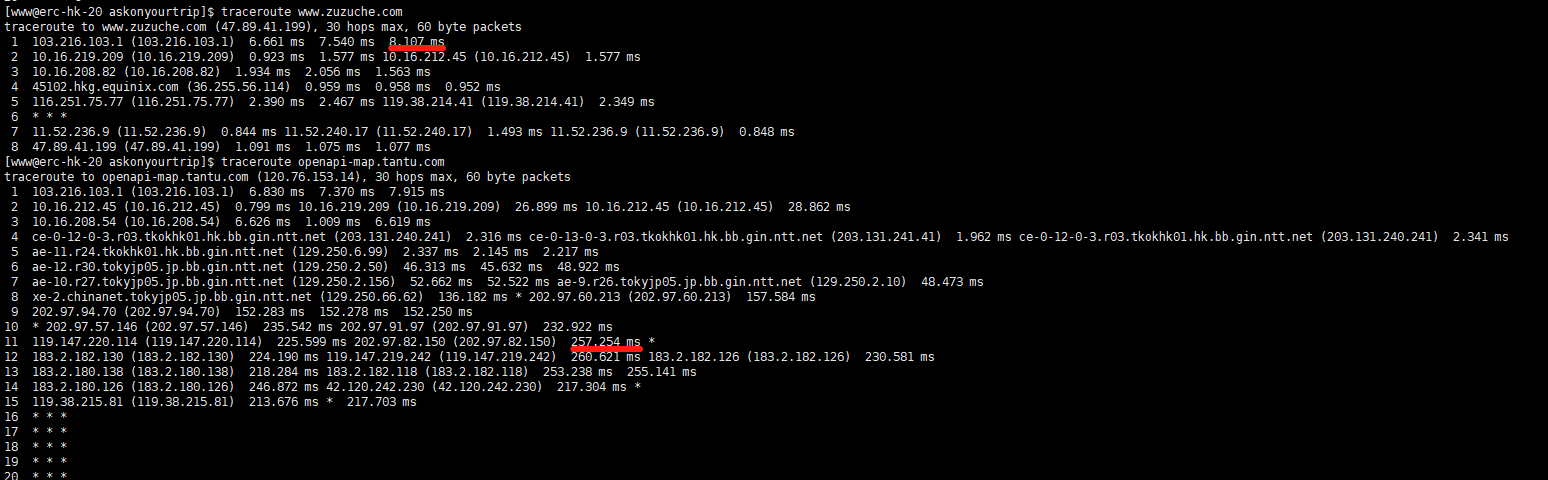 [www@erc-hk-20 askonyourtrip]$ traceroute www.zuzuche.com
traceroute to www.zuzuche.com (47.89.41.199), 30 hops max, 60 byte packets
 1  103.216.103.1 (103.216.103.1)  6.661 ms  7.540 ms  8.107 ms
 2  10.16.219.209 (10.16.219.209)  0.923 ms  1.577 ms 10.16.212.45 (10.16.212.45)  1.577 ms
 3  10.16.208.82 (10.16.208.82)  1.934 ms  2.056 ms  1.563 ms
 4  45102.hkg.equinix.com (36.255.56.114)  0.959 ms  0.958 ms  0.952 ms
 5  116.251.75.77 (116.251.75.77)  2.390 ms  2.467 ms 119.38.214.41 (119.38.214.41)  2.349 ms
 6  * * *
 7  11.52.236.9 (11.52.236.9)  0.844 ms 11.52.240.17 (11.52.240.17)  1.493 ms 11.52.236.9 (11.52.236.9)  0.848 ms
 8  47.89.41.199 (47.89.41.199)  1.091 ms  1.075 ms  1.077 ms
[www@erc-hk-20 askonyourtrip]$ traceroute openapi-map.tantu.com
traceroute to openapi-map.tantu.com (120.76.153.14), 30 hops max, 60 byte packets
 1  103.216.103.1 (103.216.103.1)  6.830 ms  7.370 ms  7.915 ms
 2  10.16.212.45 (10.16.212.45)  0.799 ms 10.16.219.209 (10.16.219.209)  26.899 ms 10.16.212.45 (10.16.212.45)  28.862 ms
 3  10.16.208.54 (10.16.208.54)  6.626 ms  1.009 ms  6.619 ms
 4  ce-0-12-0-3.r03.tkokhk01.hk.bb.gin.ntt.net (203.131.240.241)  2.316 ms ce-0-13-0-3.r03.tkokhk01.hk.bb.gin.ntt.net (203.131.241.41)  1.962 ms ce-0-12-0-3.r03.tkokhk01.hk.bb.gin.ntt.net (203.131.240.241)  2.341 ms
 5  ae-11.r24.tkokhk01.hk.bb.gin.ntt.net (129.250.6.99)  2.337 ms  2.145 ms  2.217 ms
 6  ae-12.r30.tokyjp05.jp.bb.gin.ntt.net (129.250.2.50)  46.313 ms  45.632 ms  48.922 ms
 7  ae-10.r27.tokyjp05.jp.bb.gin.ntt.net (129.250.2.156)  52.662 ms  52.522 ms ae-9.r26.tokyjp05.jp.bb.gin.ntt.net (129.250.2.10)  48.473 ms
 8  xe-2.chinanet.tokyjp05.jp.bb.gin.ntt.net (129.250.66.62)  136.182 ms * 202.97.60.213 (202.97.60.213)  157.584 ms
 9  202.97.94.70 (202.97.94.70)  152.283 ms  152.278 ms  152.250 ms
10  * 202.97.57.146 (202.97.57.146)  235.542 ms 202.97.91.97 (202.97.91.97)  232.922 ms
11  119.147.220.114 (119.147.220.114)  225.599 ms 202.97.82.150 (202.97.82.150)  257.254 ms *
12  183.2.182.130 (183.2.182.130)  224.190 ms 119.147.219.242 (119.147.219.242)  260.621 ms 183.2.182.126 (183.2.182.126)  230.581 ms
13  183.2.180.138 (183.2.180.138)  218.284 ms 183.2.182.118 (183.2.182.118)  253.238 ms  255.141 ms
14  183.2.180.126 (183.2.180.126)  246.872 ms 42.120.242.230 (42.120.242.230)  217.304 ms *
15  119.38.215.81 (119.38.215.81)  213.676 ms *  217.703 ms
16  * * *
17  * * *
18  * * *
19  * * *
20  * * *